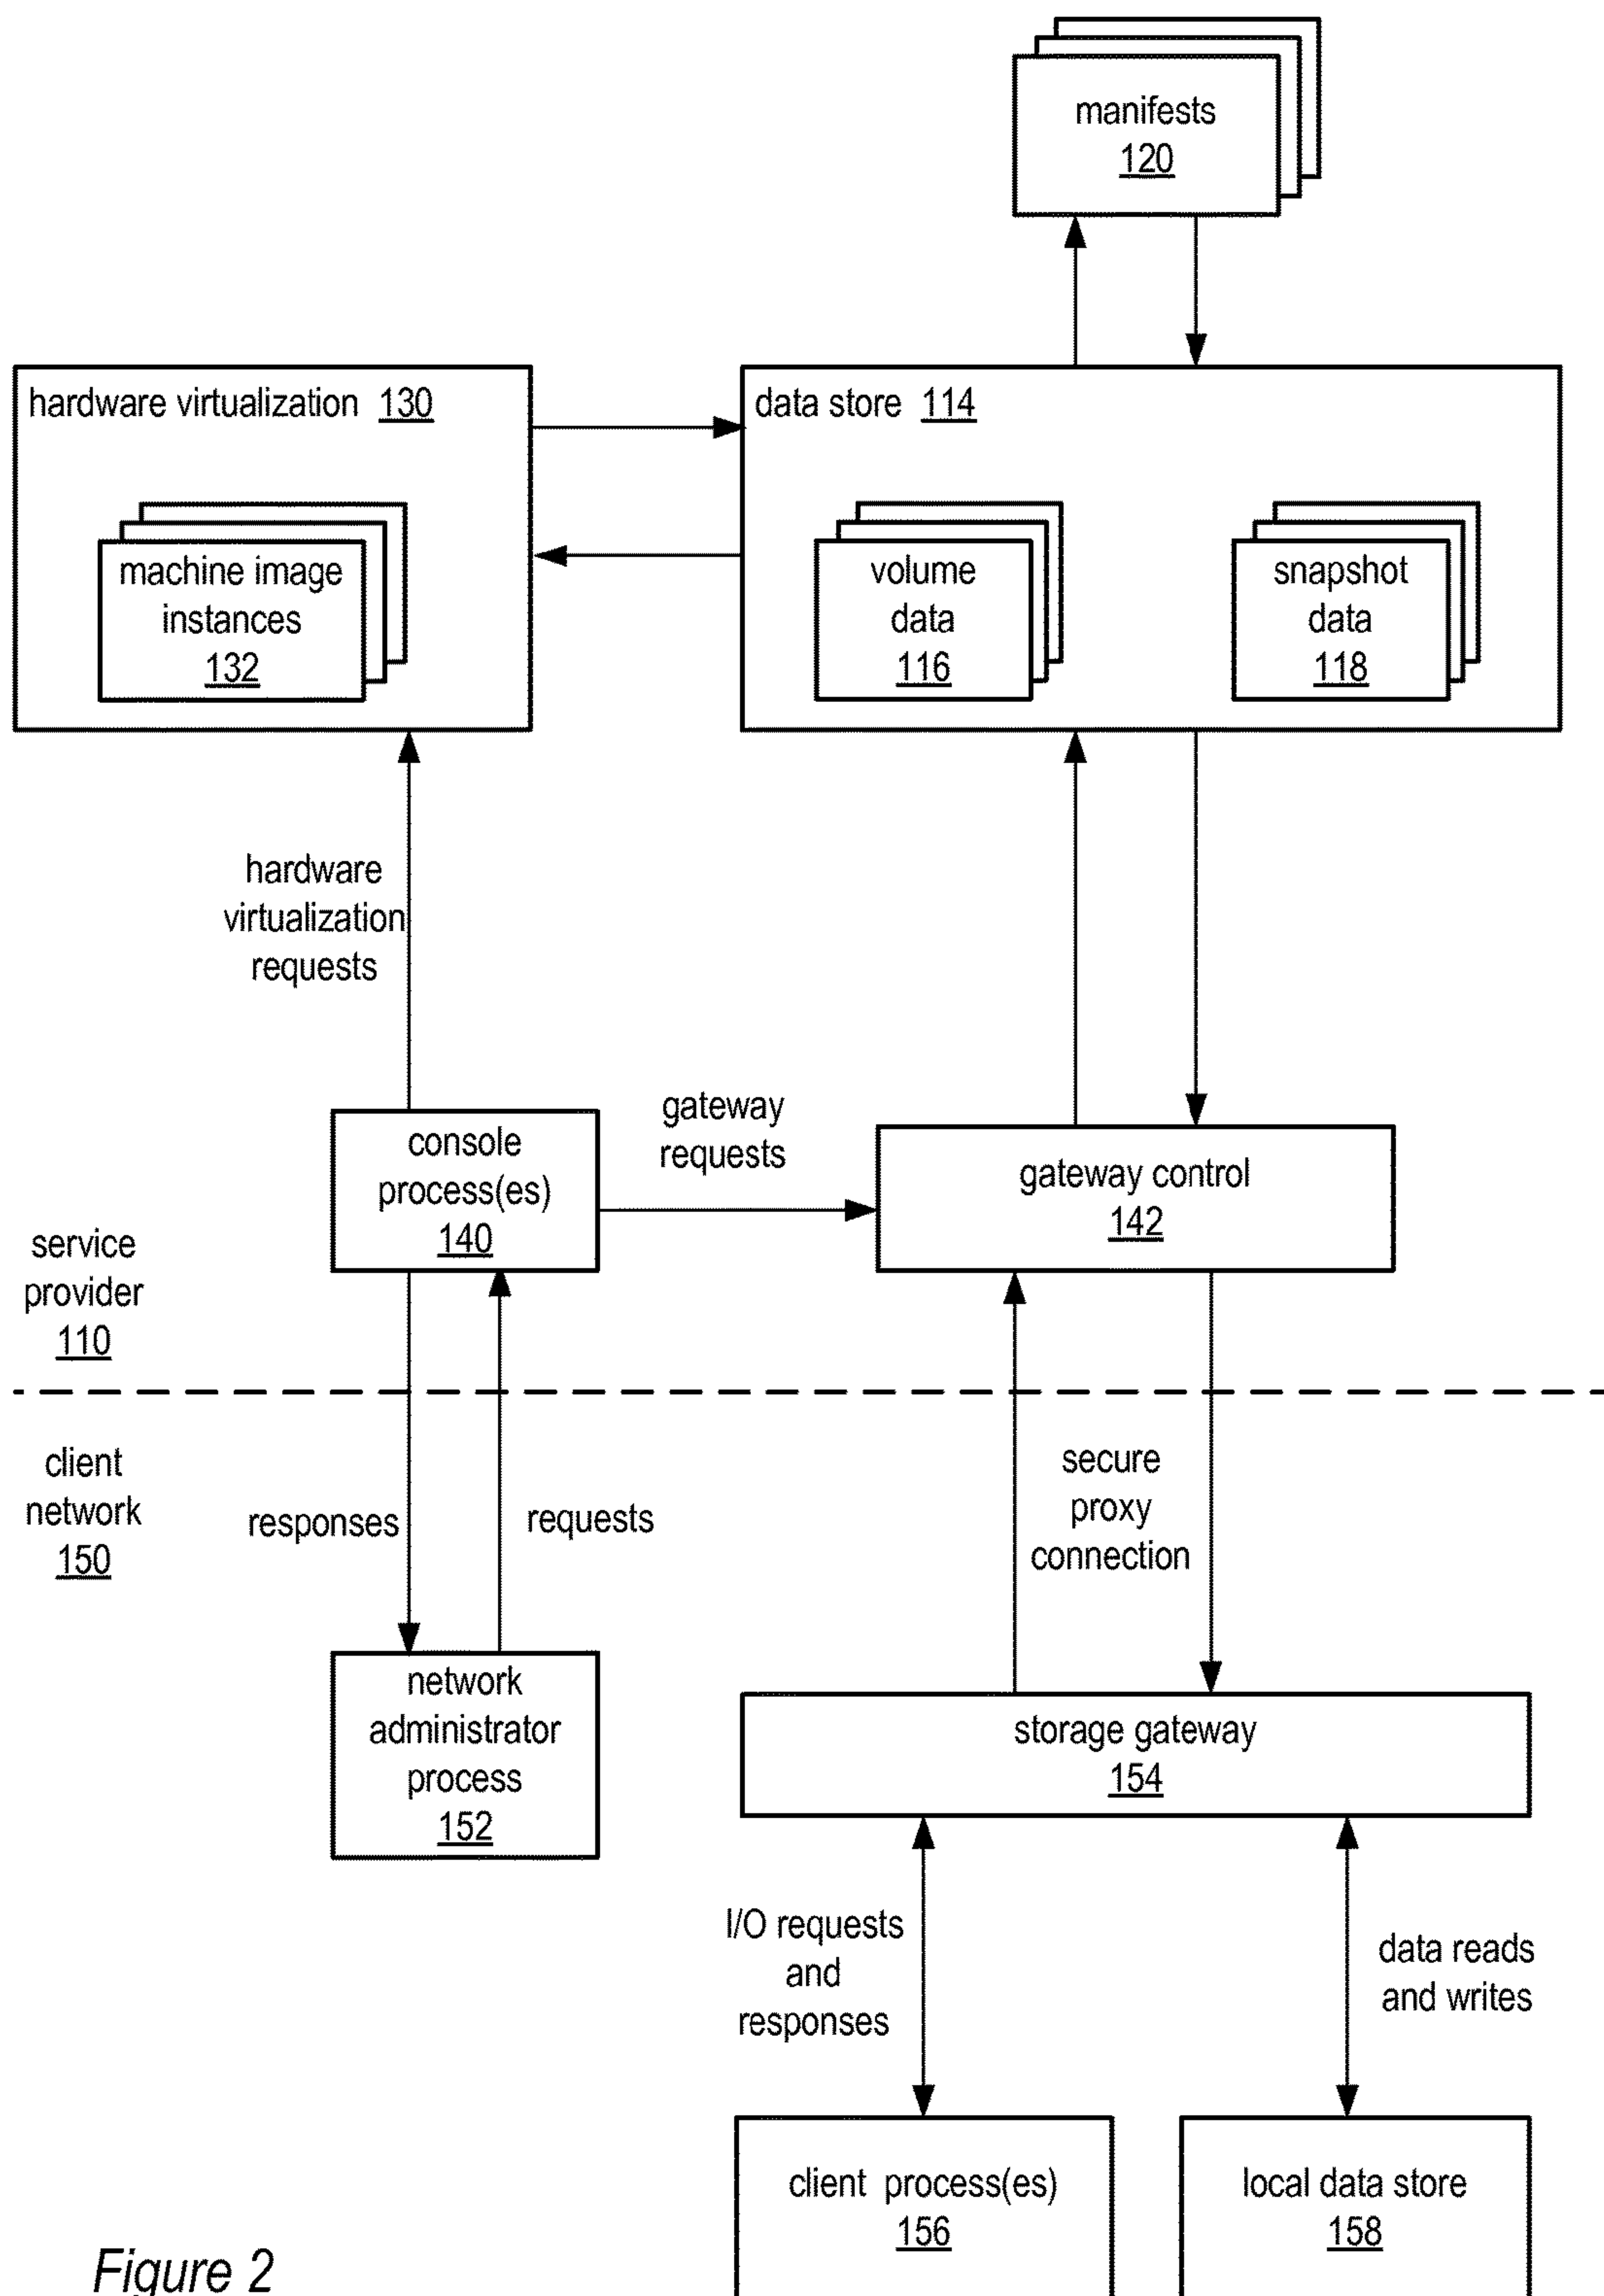 manifests
120
hardware virtualization 130
data store 114
machine image
instances
132
volume
data
116
snapshot
data
118
hardware
virtualization
requests
gateway
requests
console
process(es)
140
gateway control
142
service
provider
110
client
network
150
responses
requests
secure
proxy
connection
network
administrator
process
152
storage gateway
154
I/O requests
and
responses
data reads
and writes
client process(es)
156
local data store
158
Figure 2